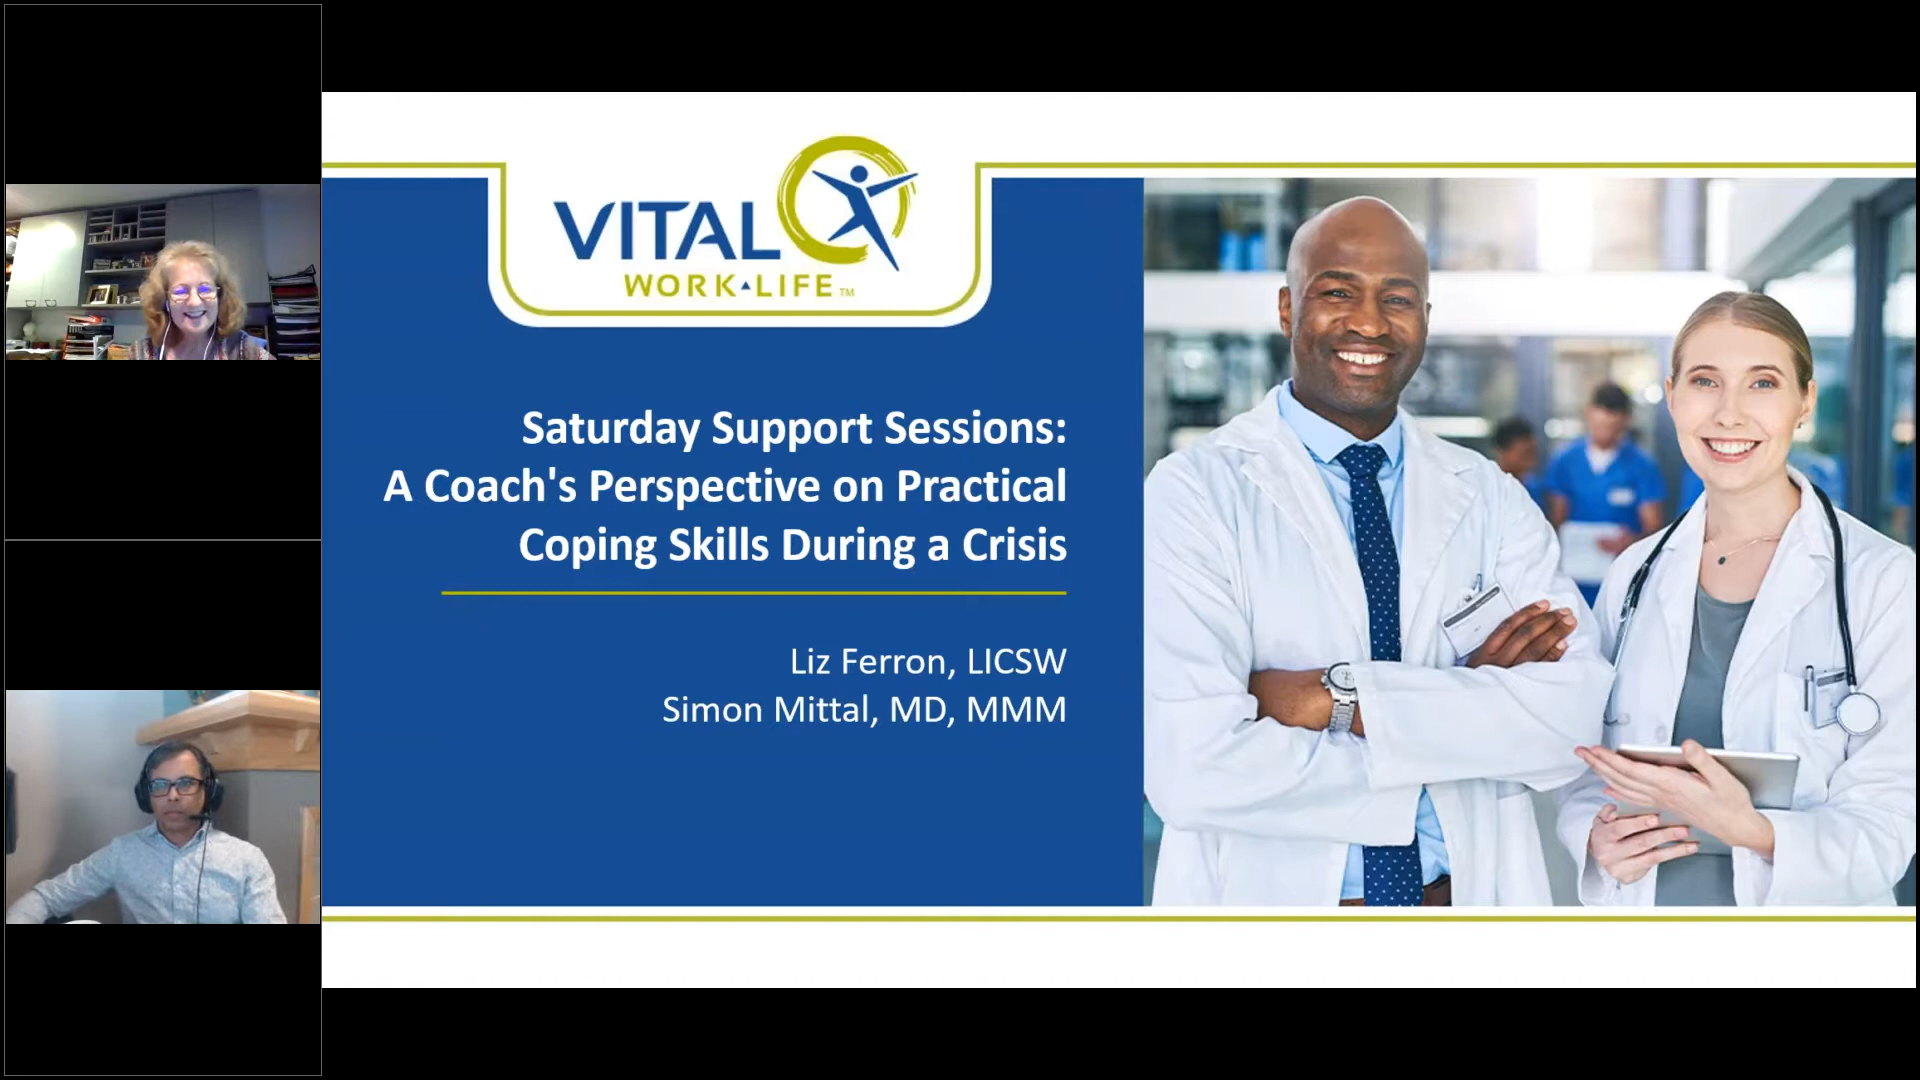 VITAL
WORK▲LIFE™
Saturday Support Sessions:
A Coach's Perspective on Practical
Coping Skills During a Crisis
Liz Ferron, LICSW
Simon Mittal, MD, MMM